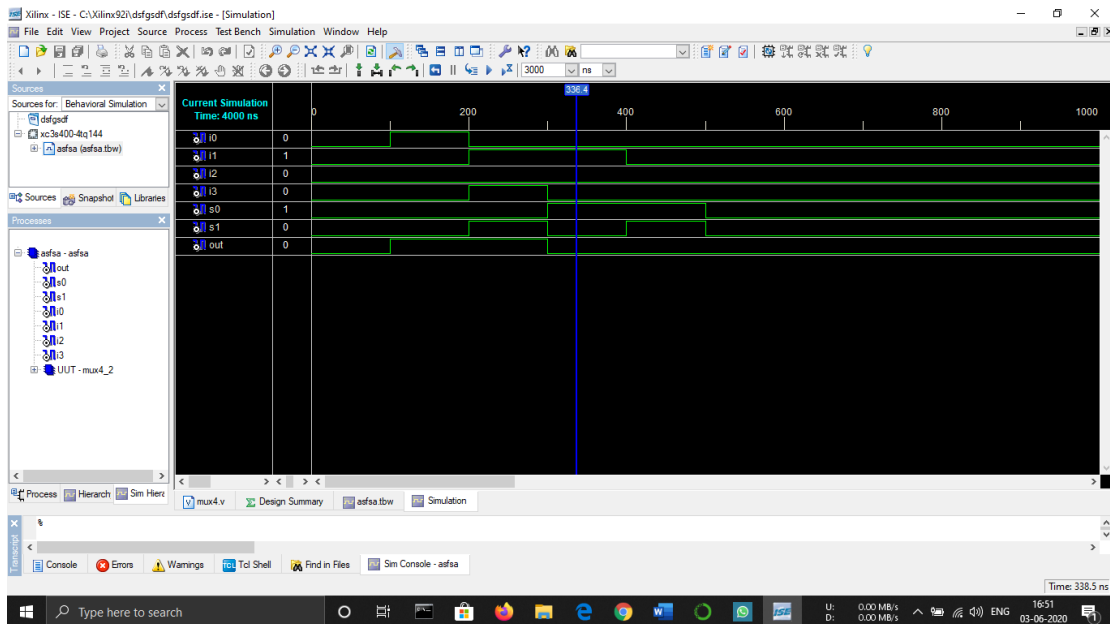 Xilinx - ISE - C:\Xilinx92i\dsfgsdf\dsfgsdf.ise - [Simulation]
File Edit View Project Source Process Test Bench Simulation Window Help
3000 ns
Sources
Sources for: Behavioral Simulation
dsfgsdf
xc3s400-4tq144
asfsa (asfsa.tbw)
Sources Snapshot Libraries
Processes
asfsa - asfsa
out
s0
s1
i0
i1
i2
i3
UUT - mux4_2
Process Hierarch Sim Hiera
Current Simulation
Time: 4000 ns
336.4
0 200 400 600 800 1000
i0 0
i1 1
i2 0
i3 0
s0 1
s1 0
out 0
mux4.v Design Summary asfsa.tbw Simulation
Transcript
%
Console Errors Warnings Tcl Shell Find in Files Sim Console - asfsa
Time: 338.5 ns
Type here to search
U: 0.00 MB/s
D: 0.00 MB/s
ENG
16:51
03-06-2020